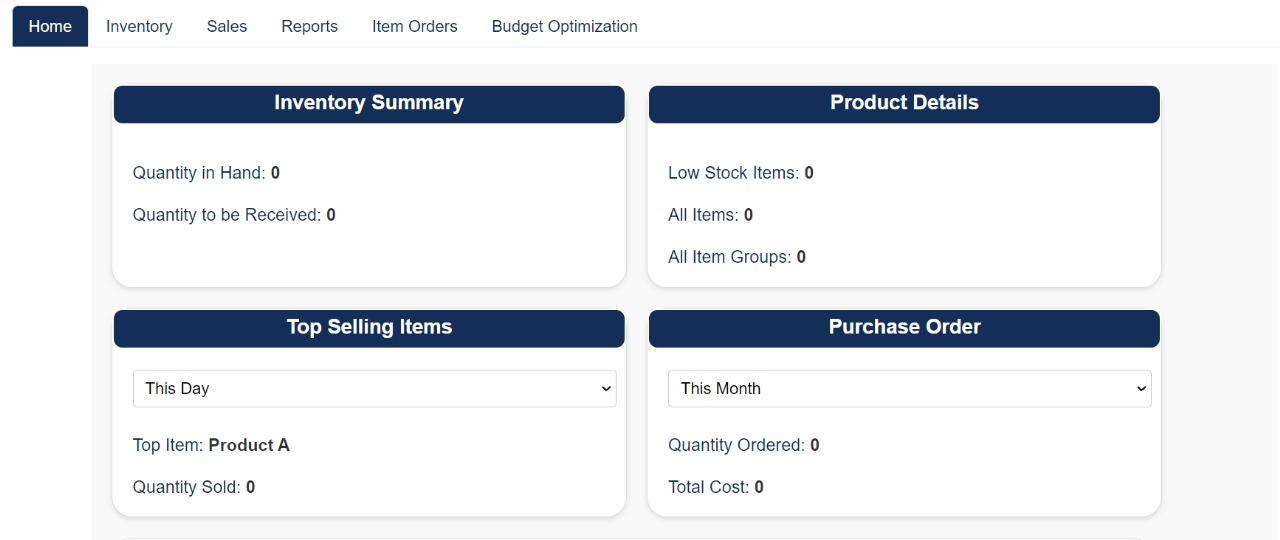 Home Inventory Sales Reports Item Orders Budget Optimization
Inventory Summary
Quantity in Hand: 0
Quantity to be Received: 0
Product Details
Low Stock Items: 0
All Items: 0
All Item Groups: 0
Top Selling Items
This Day
Top Item: Product A
Quantity Sold: 0
Purchase Order
This Month
Quantity Ordered: 0
Total Cost: 0